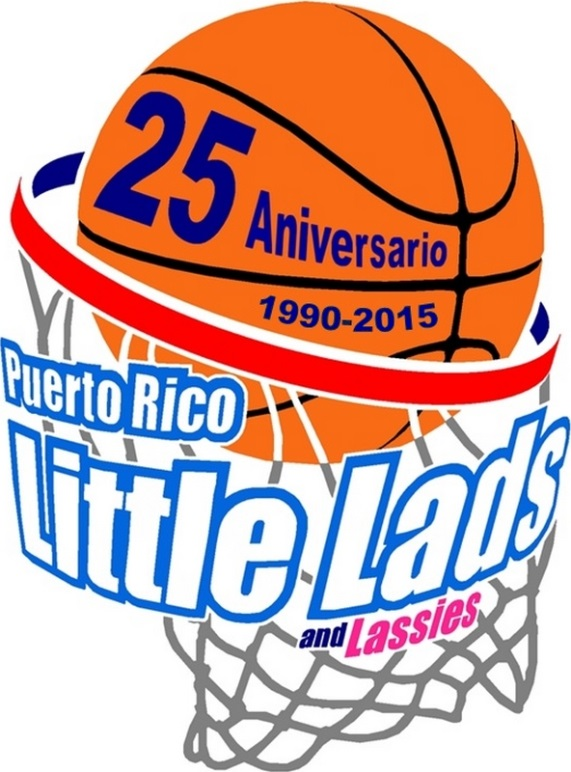 25
Aniversario
1990-2015
Puerto Rico
Little Lads
and Lassies